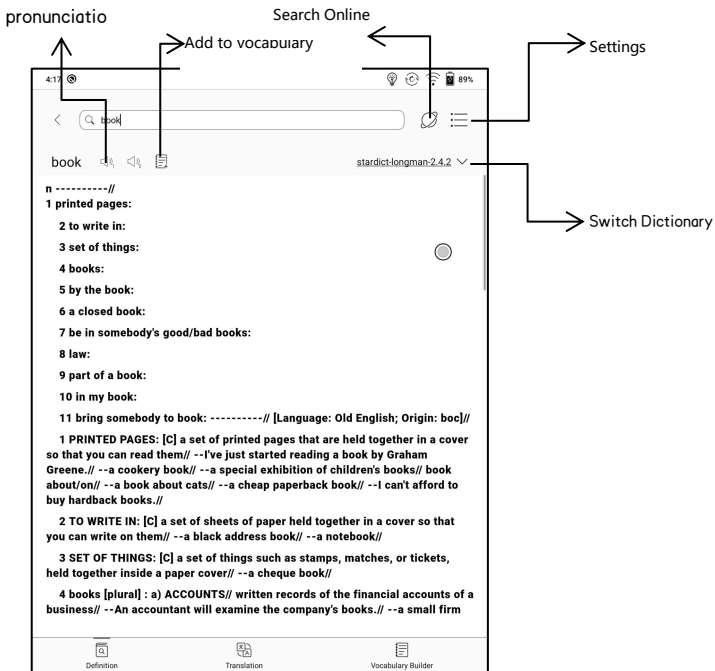 pronunciatio
Search Online
Add to vocabulary
Settings
4:17
89%
book
book
stardict-longman-2.4.2
Switch Dictionary
n ----------//
1 printed pages:
2 to write in:
3 set of things:
4 books:
5 by the book:
6 a closed book:
7 be in somebody's good/bad books:
8 law:
9 part of a book:
10 in my book:
11 bring somebody to book: ----------// [Language: Old English; Origin: boc]//
1 PRINTED PAGES: [C] a set of printed pages that are held together in a cover
so that you can read them// --I've just started reading a book by Graham
Greene.// --a cookery book// --a special exhibition of children's books// book
about/on// --a book about cats// --a cheap paperback book// --I can't afford to
buy hardback books.//
2 TO WRITE IN: [C] a set of sheets of paper held together in a cover so that
you can write on them// --a black address book// --a notebook//
3 SET OF THINGS: [C] a set of things such as stamps, matches, or tickets,
held together inside a paper cover// --a cheque book//
4 books [plural] : a) ACCOUNTS// written records of the financial accounts of a
business// --An accountant will examine the company's books.// --a small firm
Definition
Translation
Vocabulary Builder